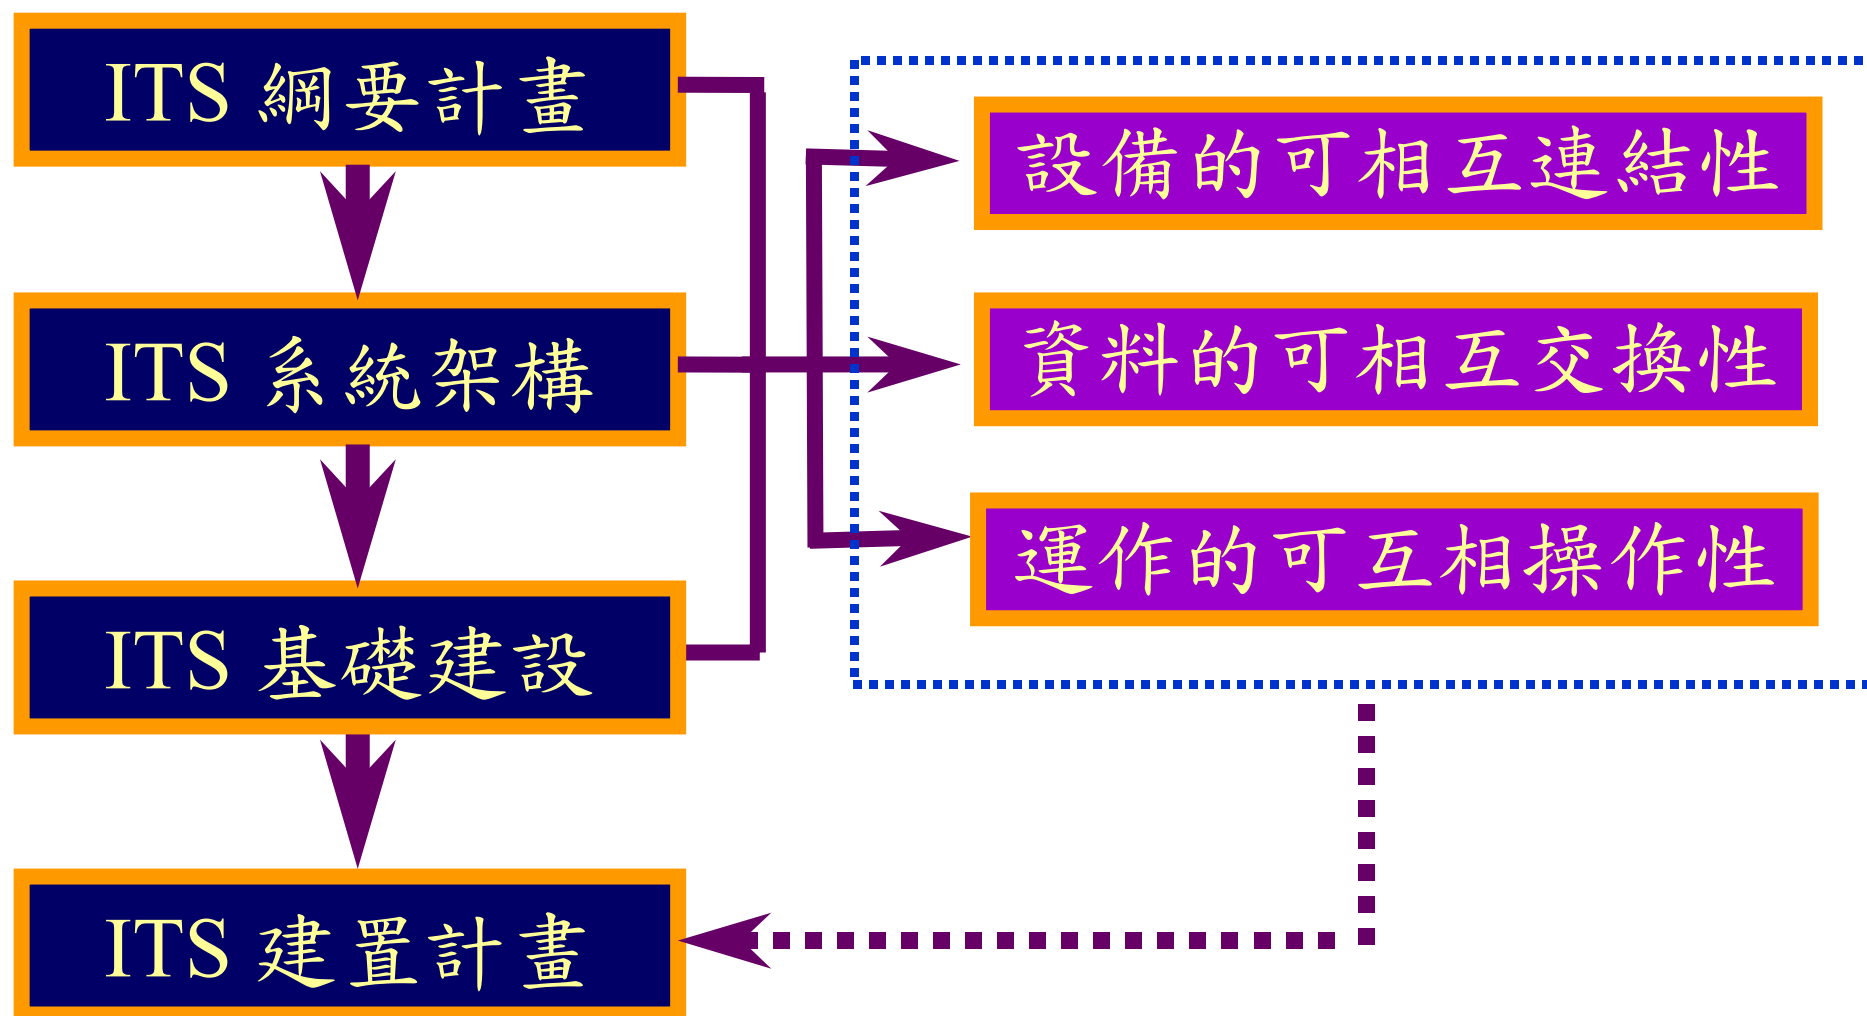 ITS 綱要計畫
ITS 系統架構
ITS 基礎建設
ITS 建置計畫
設備的可相互連結性
資料的可相互交換性
運作的可互相操作性